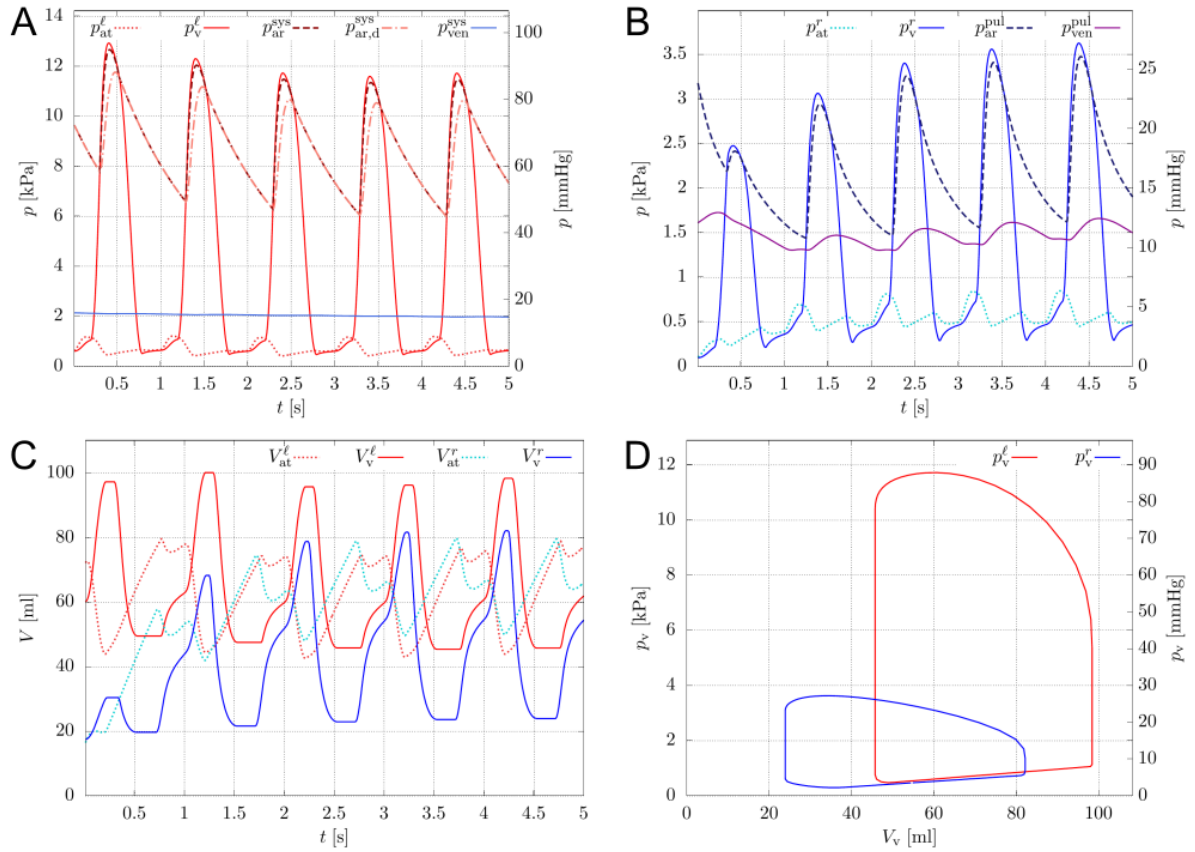 A
p_at^ℓ p_v^ℓ p_ar^sys p_ar,d^sys p_ven^sys
14
12
10
8
6
4
2
0
p [kPa]
100
80
60
40
20
0
p [mmHg]
0.5 1 1.5 2 2.5 3 3.5 4 4.5 5
t [s]
B
p_at^r p_v^r p_ar^pul p_ven^pul
3.5
3
2.5
2
1.5
1
0.5
0
p [kPa]
25
20
15
10
5
0
p [mmHg]
0.5 1 1.5 2 2.5 3 3.5 4 4.5 5
t [s]
C
V_at^ℓ V_v^ℓ V_at^r V_v^r
100
80
60
40
20
0
V [ml]
0.5 1 1.5 2 2.5 3 3.5 4 4.5 5
t [s]
D
p_v^ℓ p_v^r
12
10
8
6
4
2
0
p_v [kPa]
90
80
70
60
50
40
30
20
10
0
p_v [mmHg]
0 20 40 60 80 100
V_v [ml]